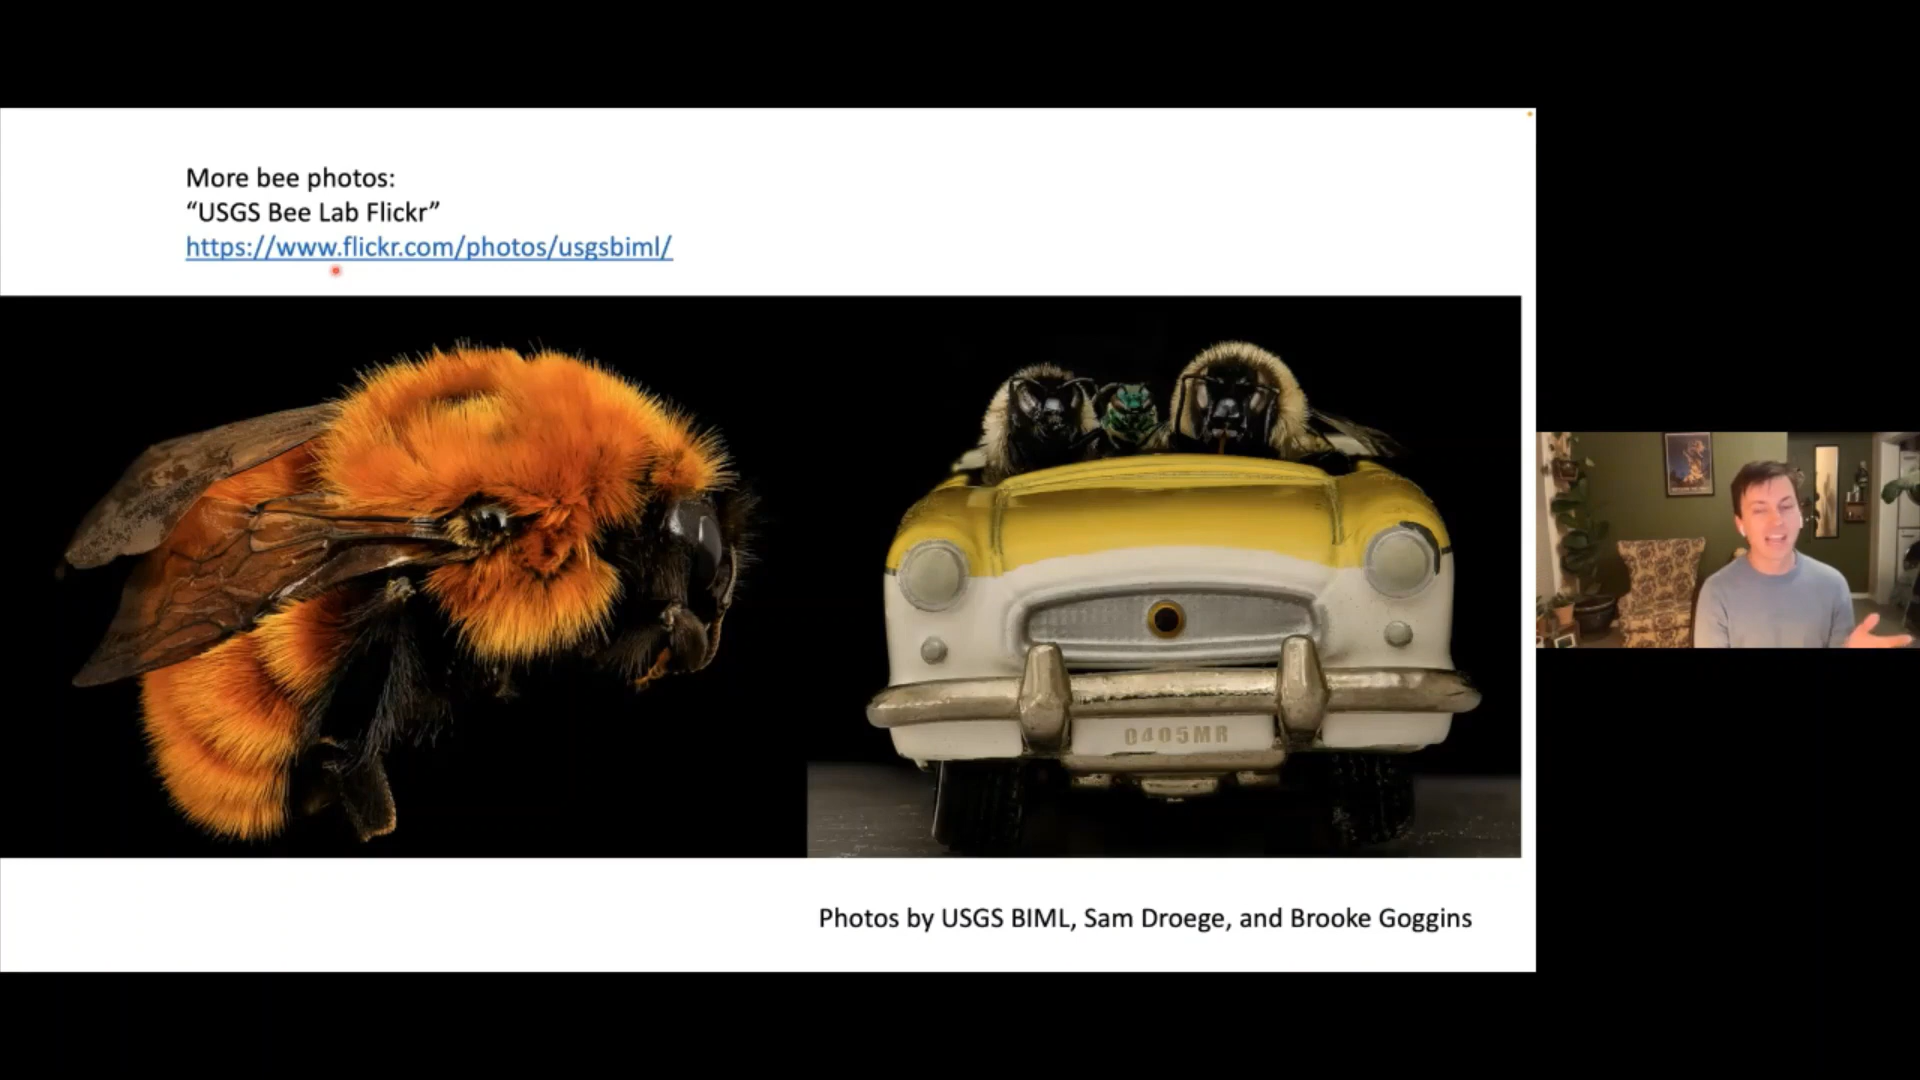 More bee photos:
“USGS Bee Lab Flickr”
https://www.flickr.com/photos/usgsbiml/
0405MR
Photos by USGS BIML, Sam Droege, and Brooke Goggins